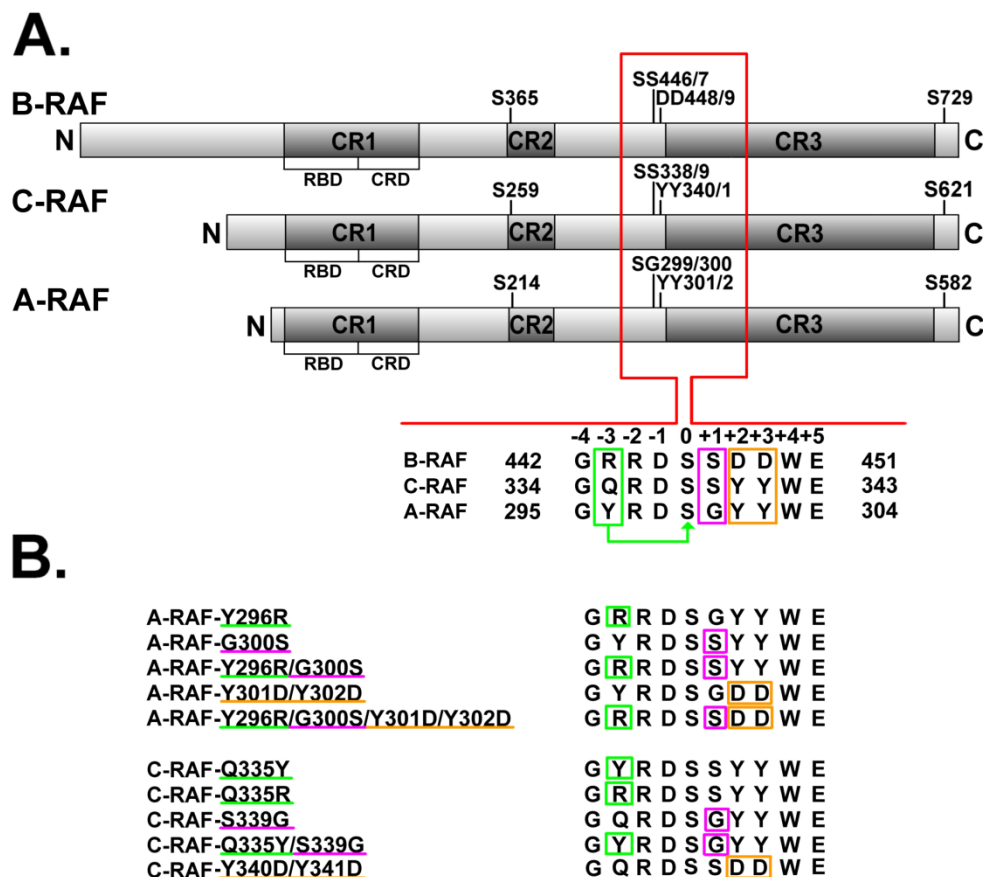 A.
B-RAF
N
S365
SS446/7
DD448/9
S729
CR1
CR2
CR3
C
RBD
CRD
C-RAF
N
S259
SS338/9
YY340/1
S621
CR1
CR2
CR3
C
RBD
CRD
A-RAF
N
S214
SG299/300
YY301/2
S582
CR1
CR2
CR3
C
RBD
CRD
-4 -3 -2 -1 0 +1 +2 +3 +4 +5
B-RAF 442 G R R D S S D D W E 451
C-RAF 334 G Q R D S S Y Y W E 343
A-RAF 295 G Y R D S G Y Y W E 304
B.
A-RAF-Y296R G R R D S G Y Y W E
A-RAF-G300S G Y R D S S Y Y W E
A-RAF-Y296R/G300S G R R D S S Y Y W E
A-RAF-Y301D/Y302D G Y R D S G D D W E
A-RAF-Y296R/G300S/Y301D/Y302D G R R D S S D D W E
C-RAF-Q335Y G Y R D S S Y Y W E
C-RAF-Q335R G R R D S S Y Y W E
C-RAF-S339G G Q R D S G Y Y W E
C-RAF-Q335Y/S339G G Y R D S G Y Y W E
C-RAF-Y340D/Y341D G Q R D S S D D W E